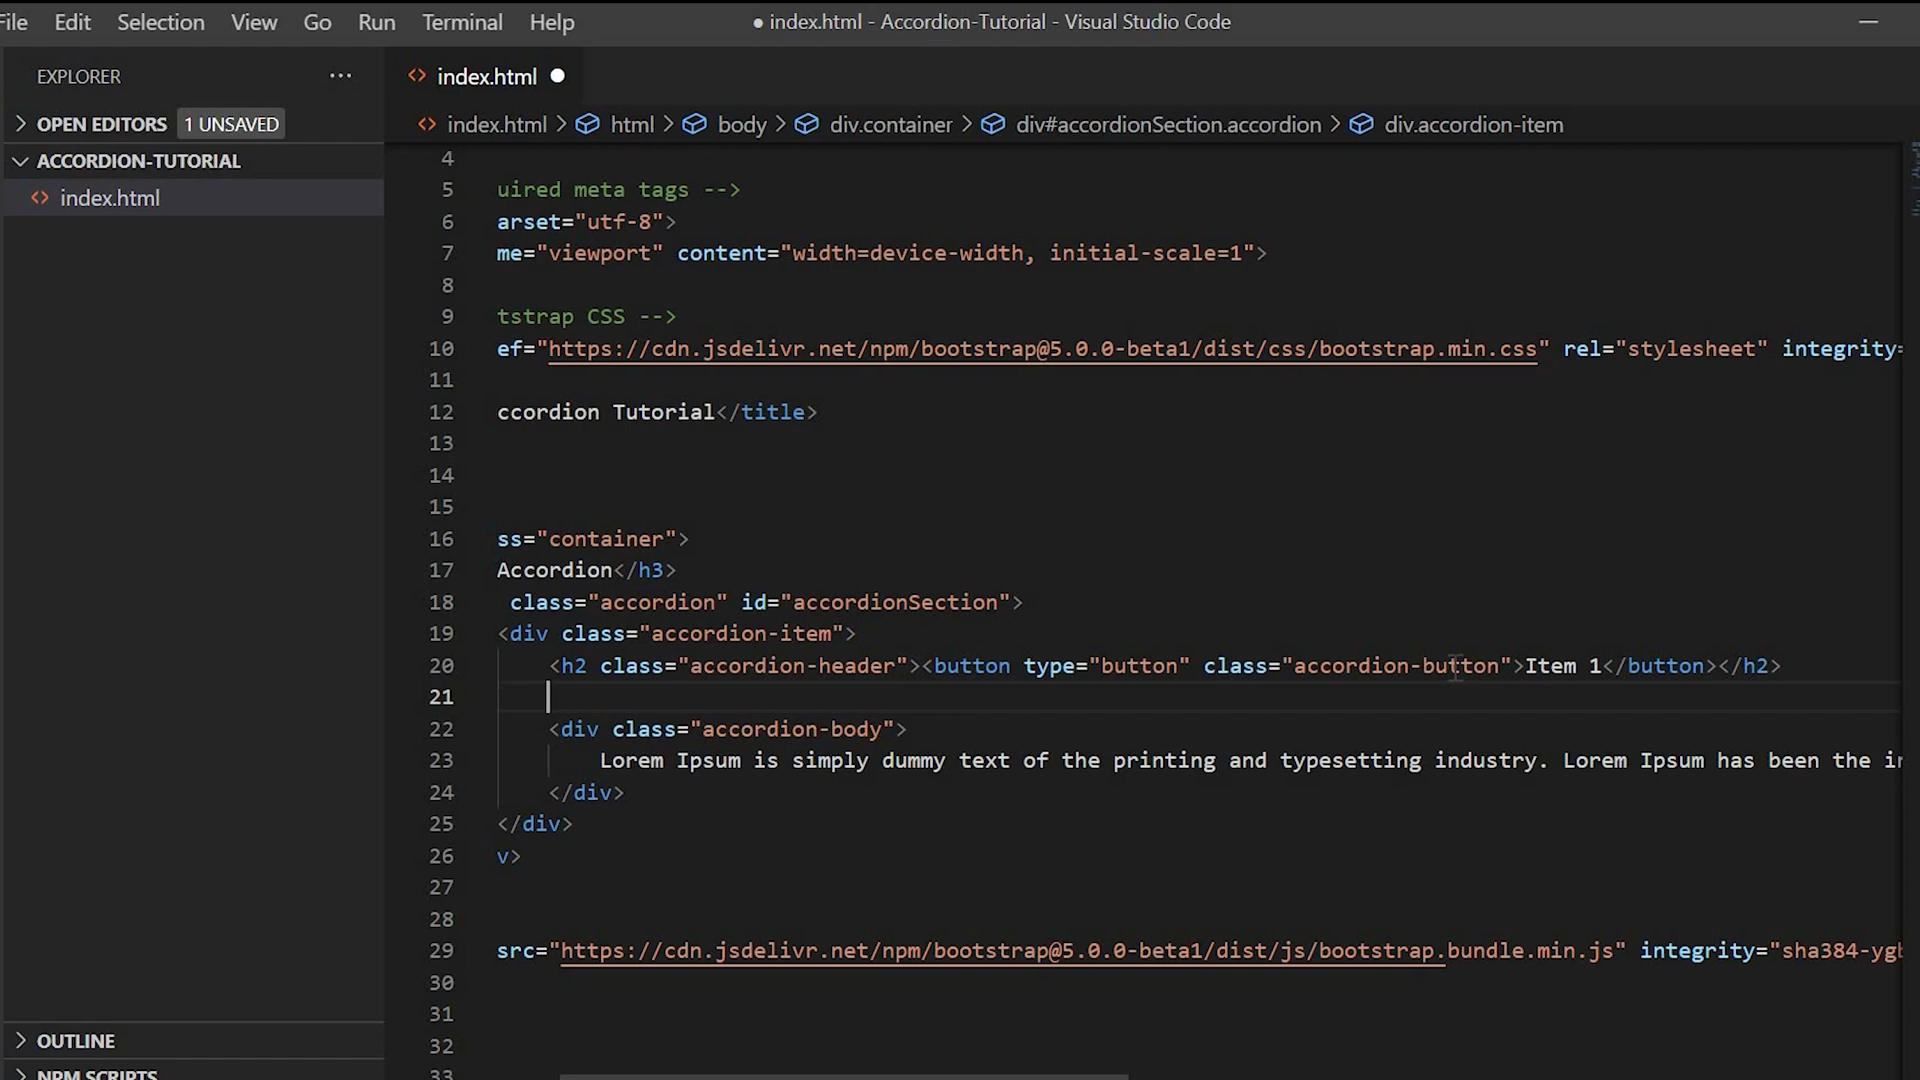 File Edit Selection View Go Run Terminal Help ● index.html - Accordion-Tutorial - Visual Studio Code
EXPLORER ···
index.html
OPEN EDITORS 1 UNSAVED
index.html > html > body > div.container > div#accordionSection.accordion > div.accordion-item
ACCORDION-TUTORIAL
index.html
4
5 uired meta tags -->
6 arset="utf-8">
7 me="viewport" content="width=device-width, initial-scale=1">
8
9 tstrap CSS -->
10 ef="https://cdn.jsdelivr.net/npm/bootstrap@5.0.0-beta1/dist/css/bootstrap.min.css" rel="stylesheet" integrity=
11
12 ccordion Tutorial</title>
13
14
15
16 ss="container">
17 Accordion</h3>
18 class="accordion" id="accordionSection">
19 <div class="accordion-item">
20 <h2 class="accordion-header"><button type="button" class="accordion-button">Item 1</button></h2>
21
22 <div class="accordion-body">
23 Lorem Ipsum is simply dummy text of the printing and typesetting industry. Lorem Ipsum has been the in
24 </div>
25 </div>
26 v>
27
28
29 src="https://cdn.jsdelivr.net/npm/bootstrap@5.0.0-beta1/dist/js/bootstrap.bundle.min.js" integrity="sha384-ygb
30
31
32
33
OUTLINE
NPM SCRIPTS